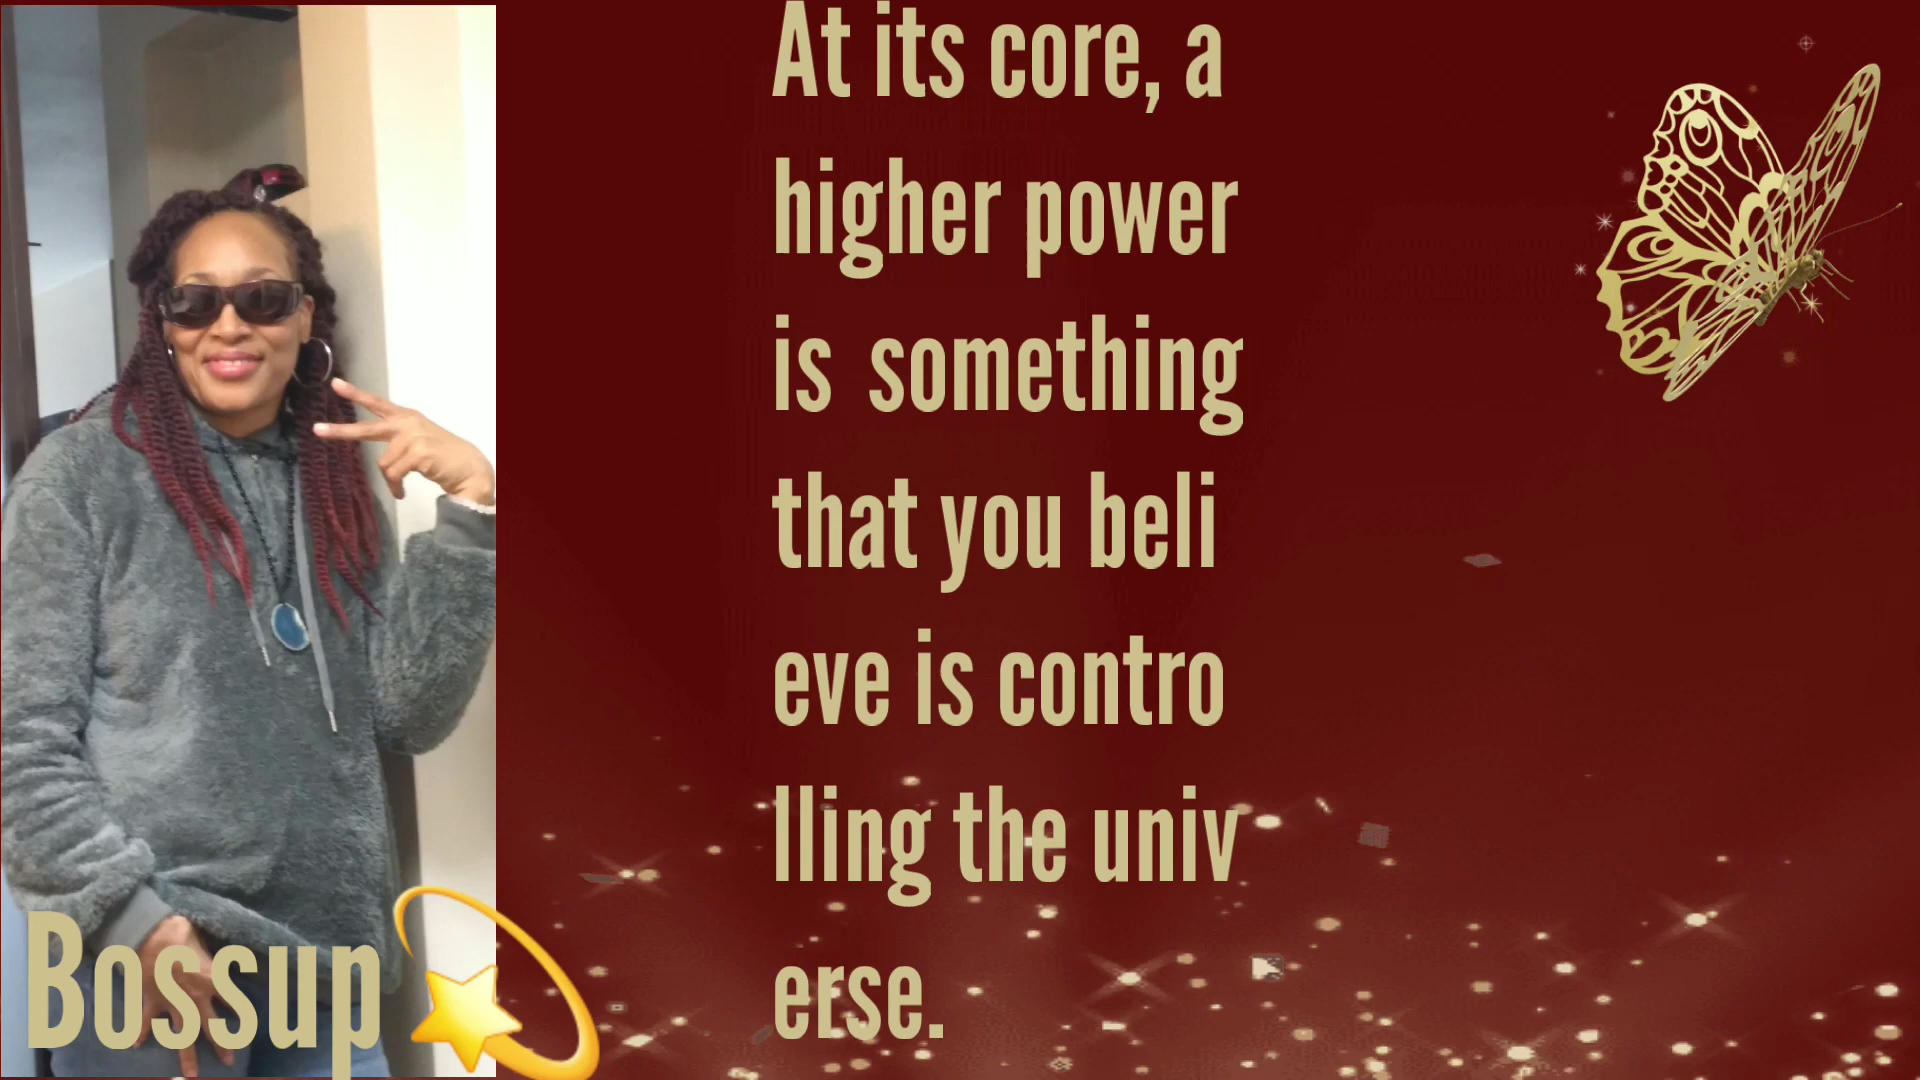 At its core, a
higher power
is something
that you beli
eve is contro
lling the univ
erse.
Bossup